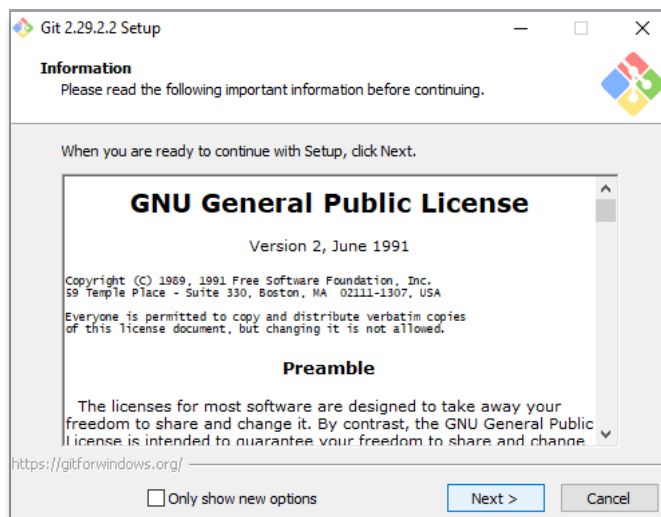 Git 2.29.2.2 Setup
Information
Please read the following important information before continuing.
When you are ready to continue with Setup, click Next.
GNU General Public License
Version 2, June 1991
Copyright (C) 1989, 1991 Free Software Foundation, Inc.
59 Temple Place - Suite 330, Boston, MA  02111-1307, USA
Everyone is permitted to copy and distribute verbatim copies
of this license document, but changing it is not allowed.
Preamble
The licenses for most software are designed to take away your
freedom to share and change it. By contrast, the GNU General Public
License is intended to guarantee your freedom to share and change
https://gitforwindows.org/
Only show new options
Next >
Cancel